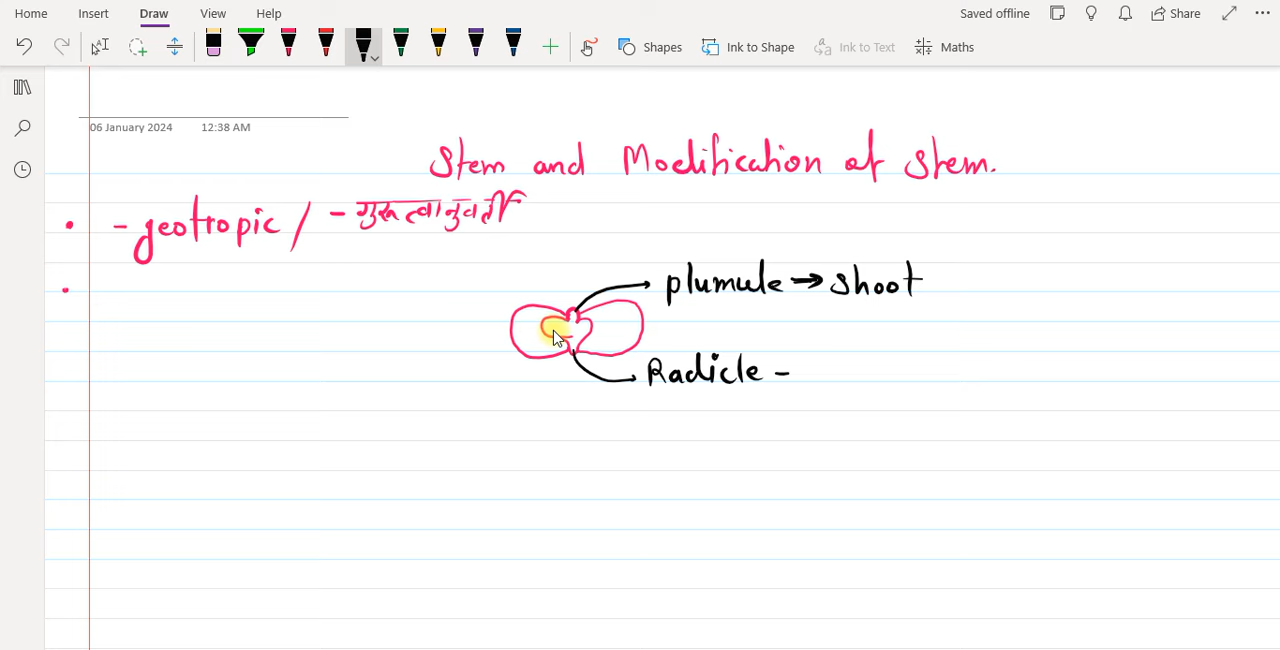 Home Insert Draw View Help Saved offline Share
Shapes Ink to Shape Ink to Text Maths
06 January 2024 12:38 AM
Stem and Modification of Stem.
• - geotropic / - गुरुत्वानुवर्ती
•
plumule → shoot
Radicle -